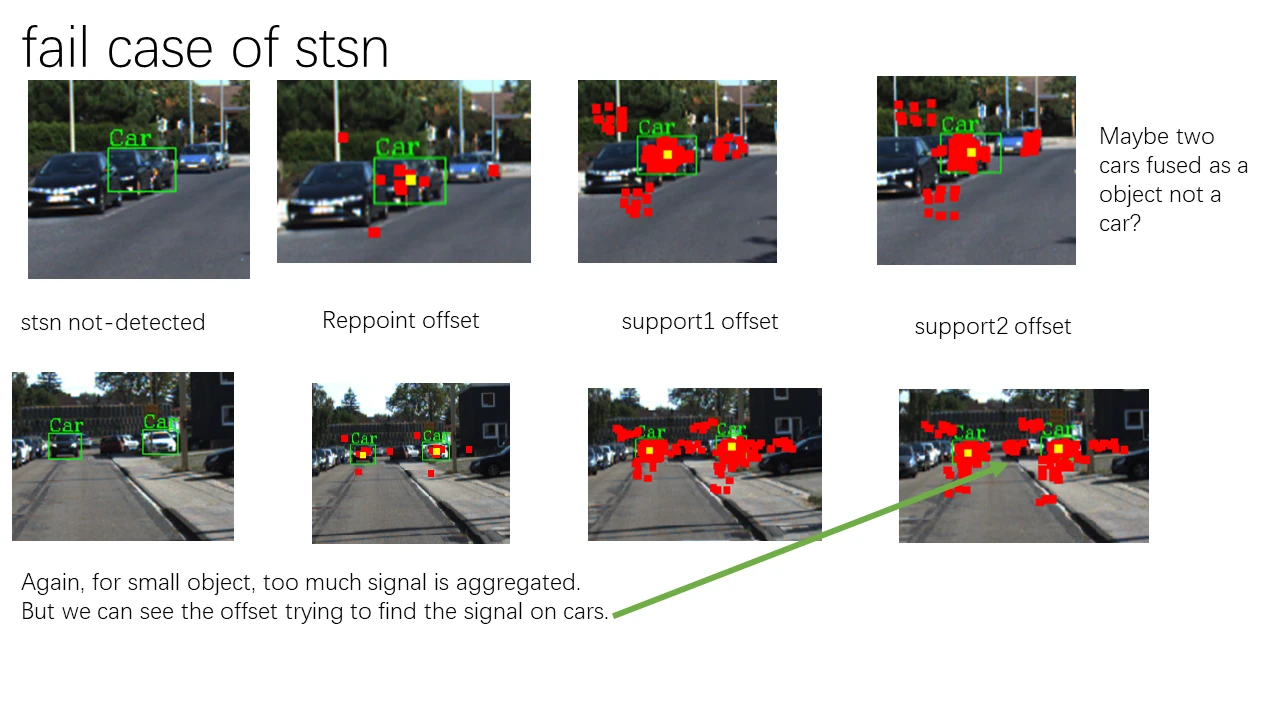 fail case of stsn
Car
Car
Car
Car
Maybe two
cars fused as a
object not a
car?
stsn not-detected
Reppoint offset
support1 offset
support2 offset
Car
Car
Car
Car
Car
Car
Car
Car
Again, for small object, too much signal is aggregated.
But we can see the offset trying to find the signal on cars.